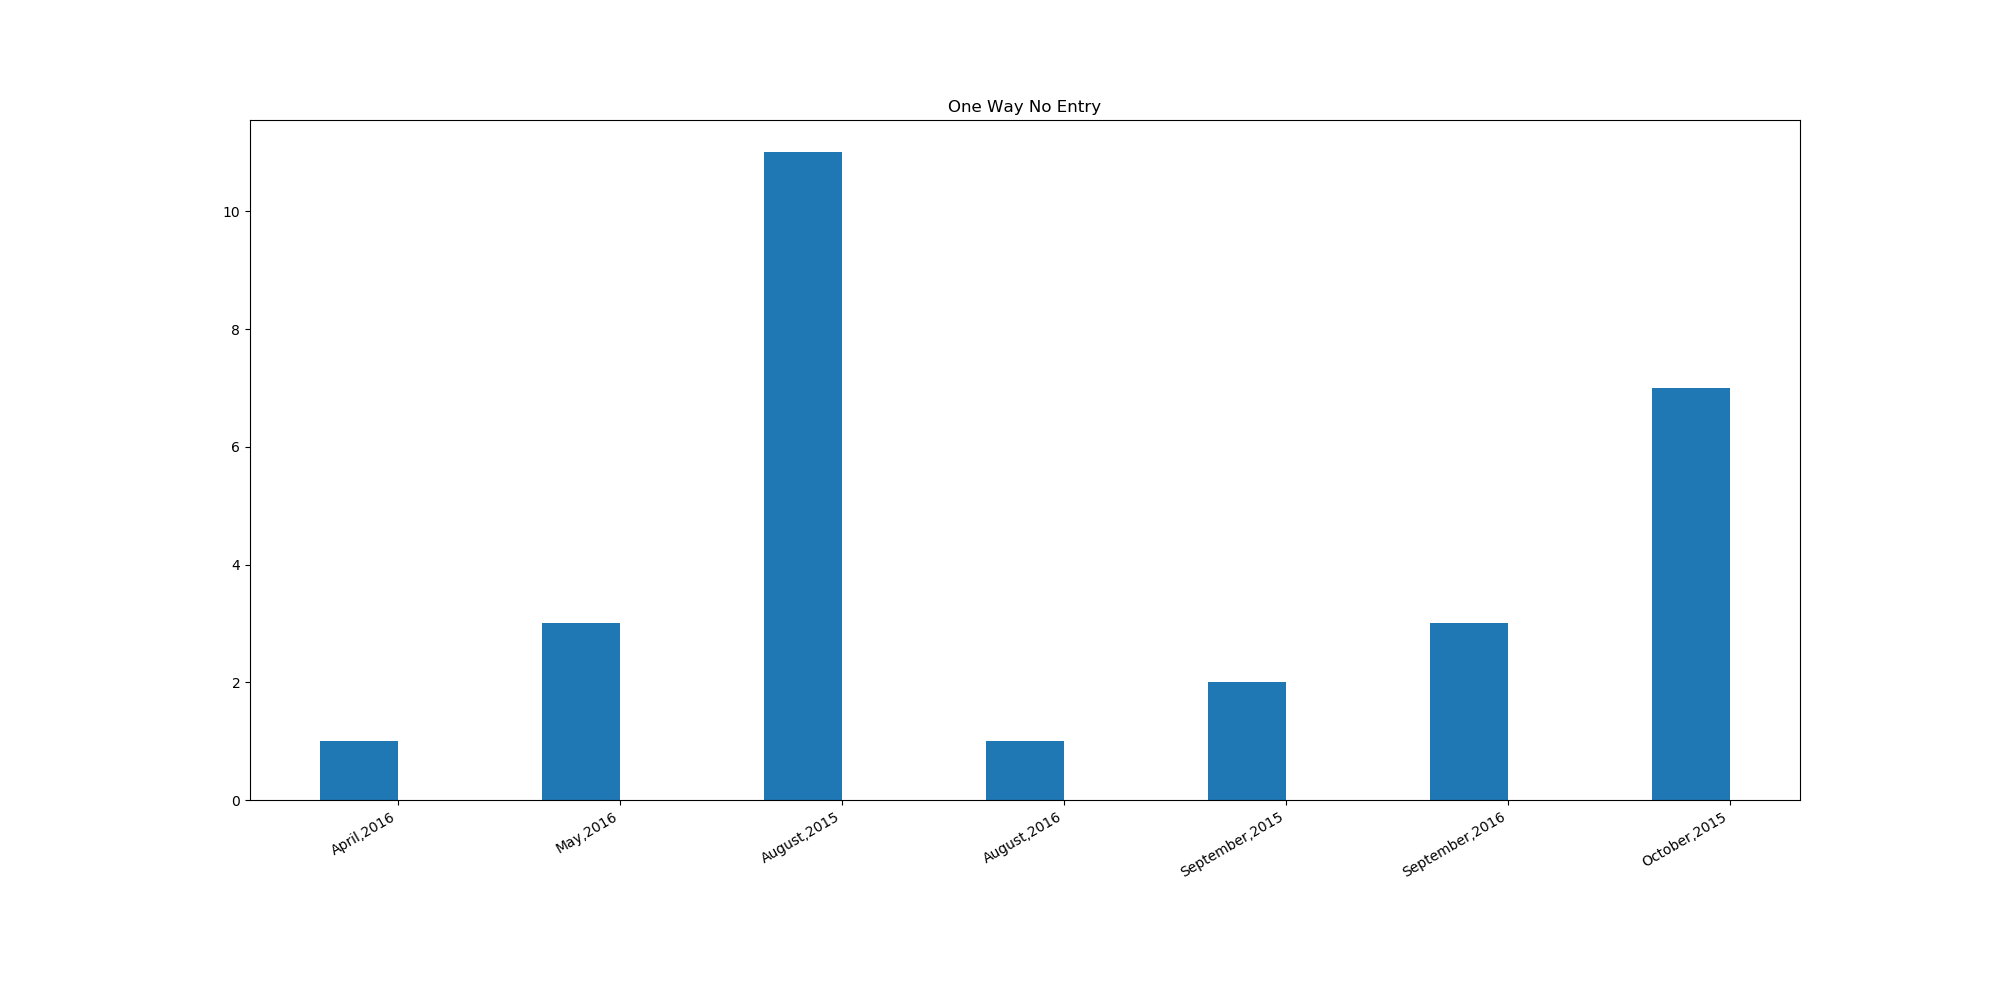 One Way No Entry
10
8
6
4
2
0
April,2016
May,2016
August,2015
August,2016
September,2015
September,2016
October,2015